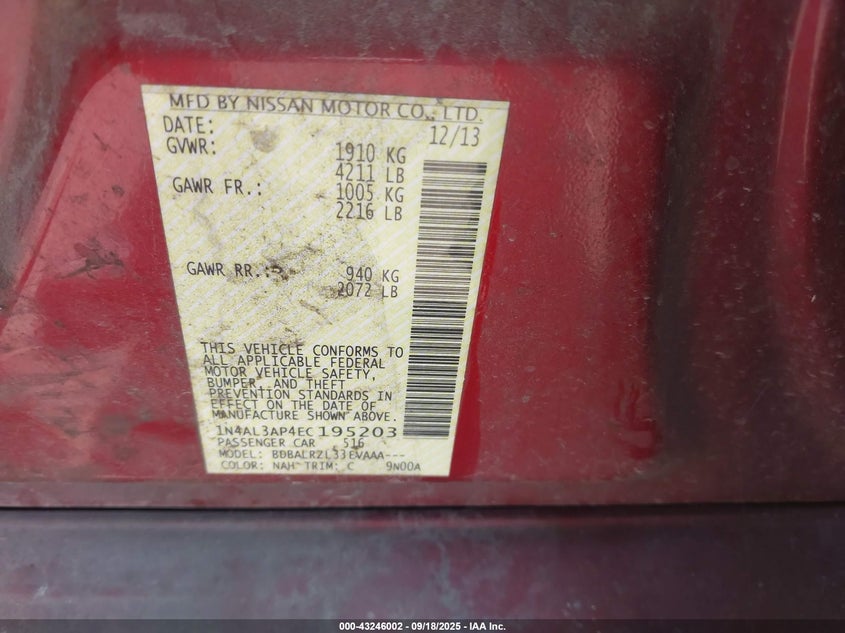 MFD BY NISSAN MOTOR CO., LTD.
DATE: 12/13
GVWR: 1910 KG
4211 LB
GAWR FR.: 1005 KG
2216 LB
GAWR RR.: 940 KG
2072 LB
THIS VEHICLE CONFORMS TO
ALL APPLICABLE FEDERAL
MOTOR VEHICLE SAFETY,
BUMPER, AND THEFT
PREVENTION STANDARDS IN
EFFECT ON THE DATE OF
MANUFACTURE SHOWN ABOVE.
1N4AL3AP4EC195203
PASSENGER CAR 516
MODEL: BDBALRZL33EVAAA---
COLOR: NAH TRIM: C 9N00A
000-43246002 - 09/18/2025 - IAA Inc.